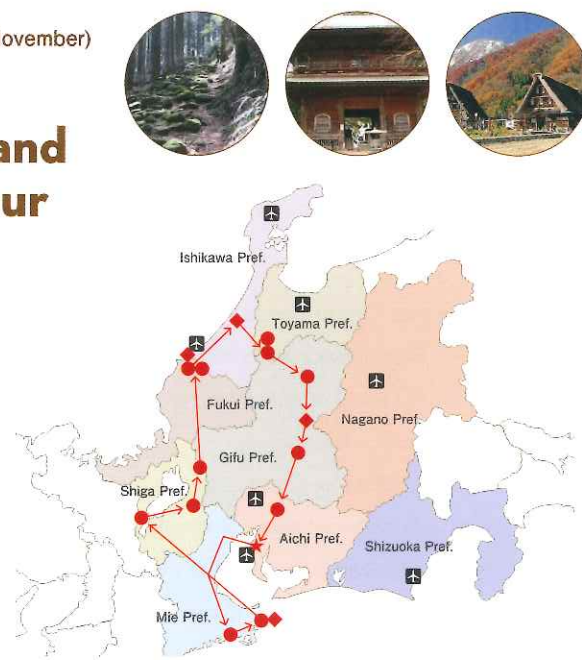 ovember)
and
ur
Ishikawa Pref.
Toyama Pref.
Fukui Pref.
Nagano Pref.
Gifu Pref.
Shiga Pref.
Aichi Pref.
Shizuoka Pref.
Mie Pref.